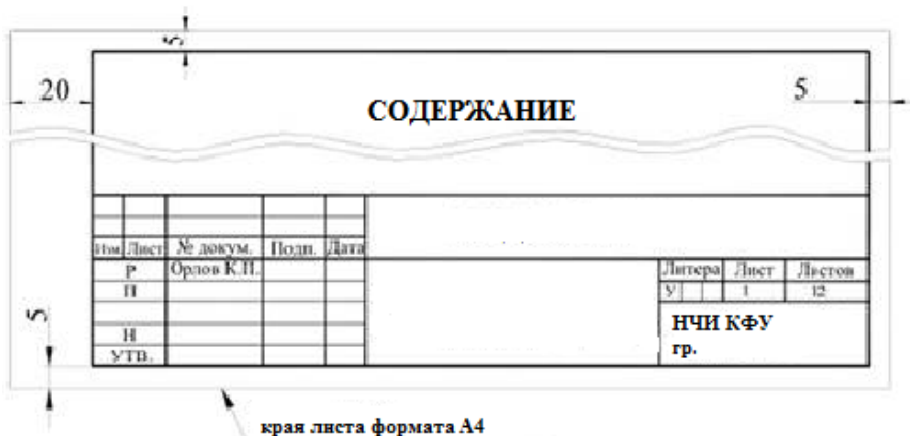 5
20
5
СОДЕРЖАНИЕ
Изм. Лист № докум. Подп. Дата
Р Орлов К.П. Литера Лист Листов
П У 1 12
НЧИ КФУ
5
Н гр.
УТВ.
края листа формата А4